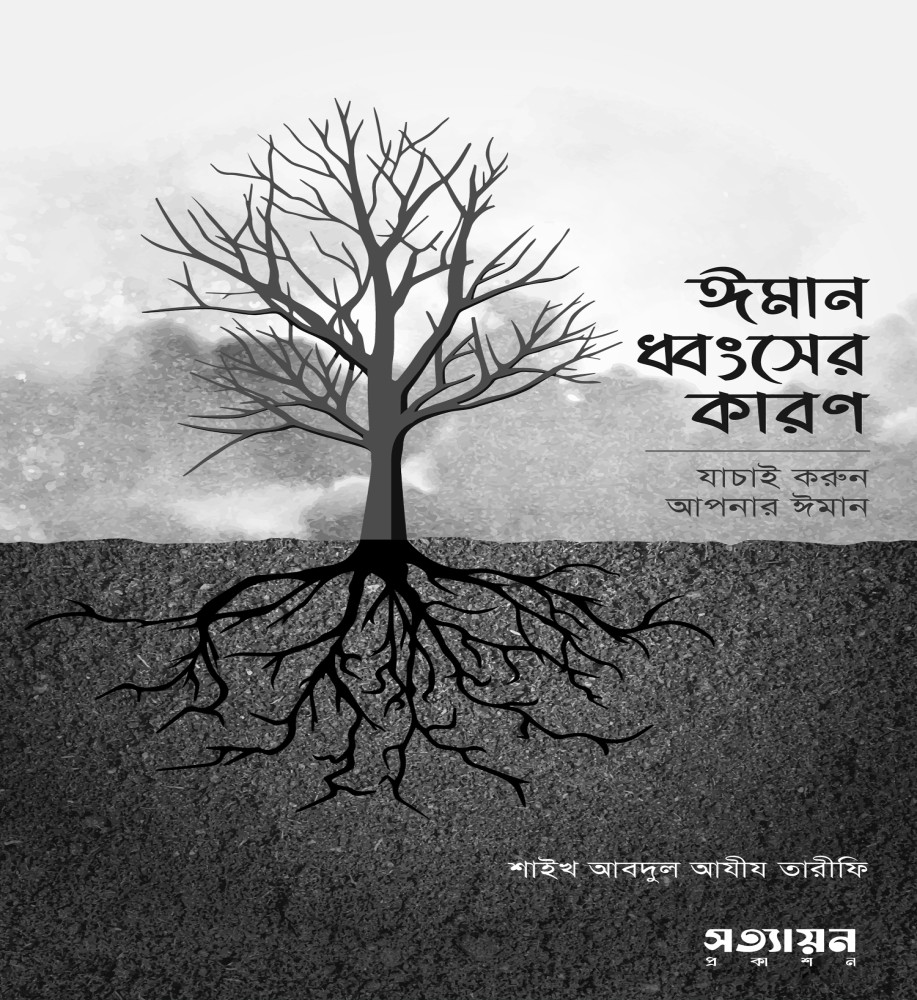 ঈমান
ধ্বংসের
কারণ
যাচাই করুন
আপনার ঈমান
শাইখ আবদুল আযীয তারীফি
সত্যায়ন
প্রকাশন